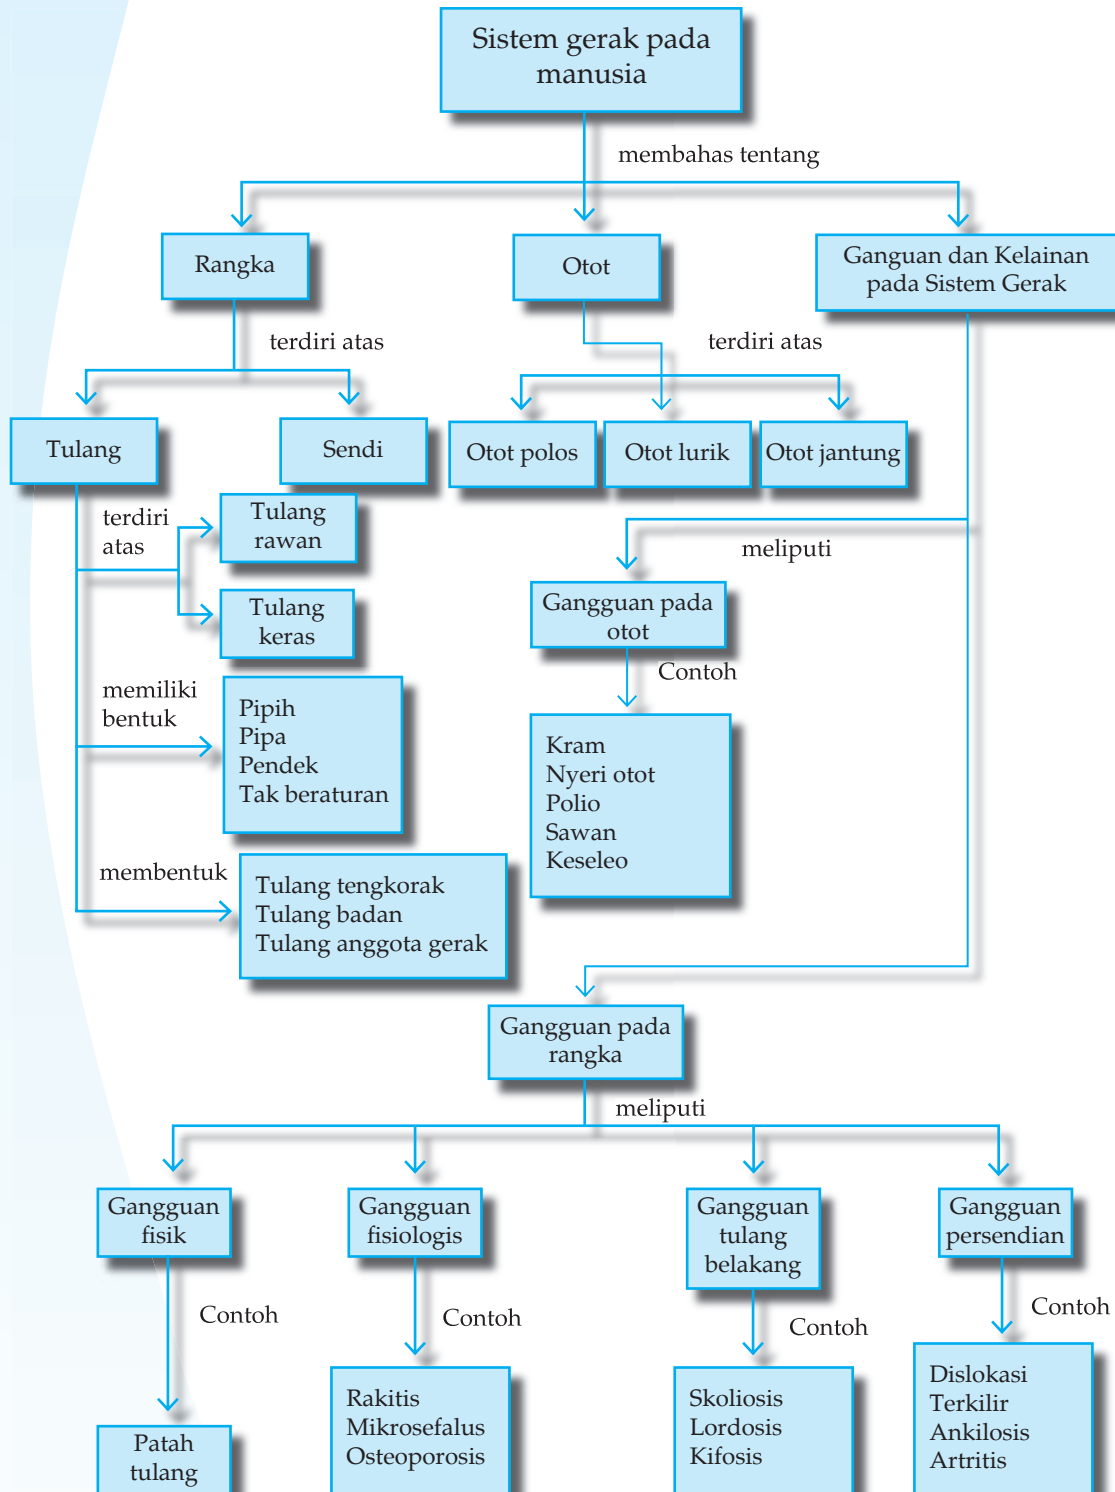 Sistem gerak pada
manusia
membahas tentang
Rangka
Otot
Ganguan dan Kelainan
pada Sistem Gerak
terdiri atas
terdiri atas
Tulang
Sendi
Otot polos
Otot lurik
Otot jantung
terdiri
atas
Tulang
rawan
Tulang
keras
memiliki
bentuk
Pipih
Pipa
Pendek
Tak beraturan
membentuk
Tulang tengkorak
Tulang badan
Tulang anggota gerak
meliputi
Gangguan pada
otot
Contoh
Kram
Nyeri otot
Polio
Sawan
Keseleo
Gangguan pada
rangka
meliputi
Gangguan
fisik
Contoh
Patah
tulang
Gangguan
fisiologis
Contoh
Rakitis
Mikrosefalus
Osteoporosis
Gangguan
tulang
belakang
Contoh
Skoliosis
Lordosis
Kifosis
Gangguan
persendian
Contoh
Dislokasi
Terkilir
Ankilosis
Artritis